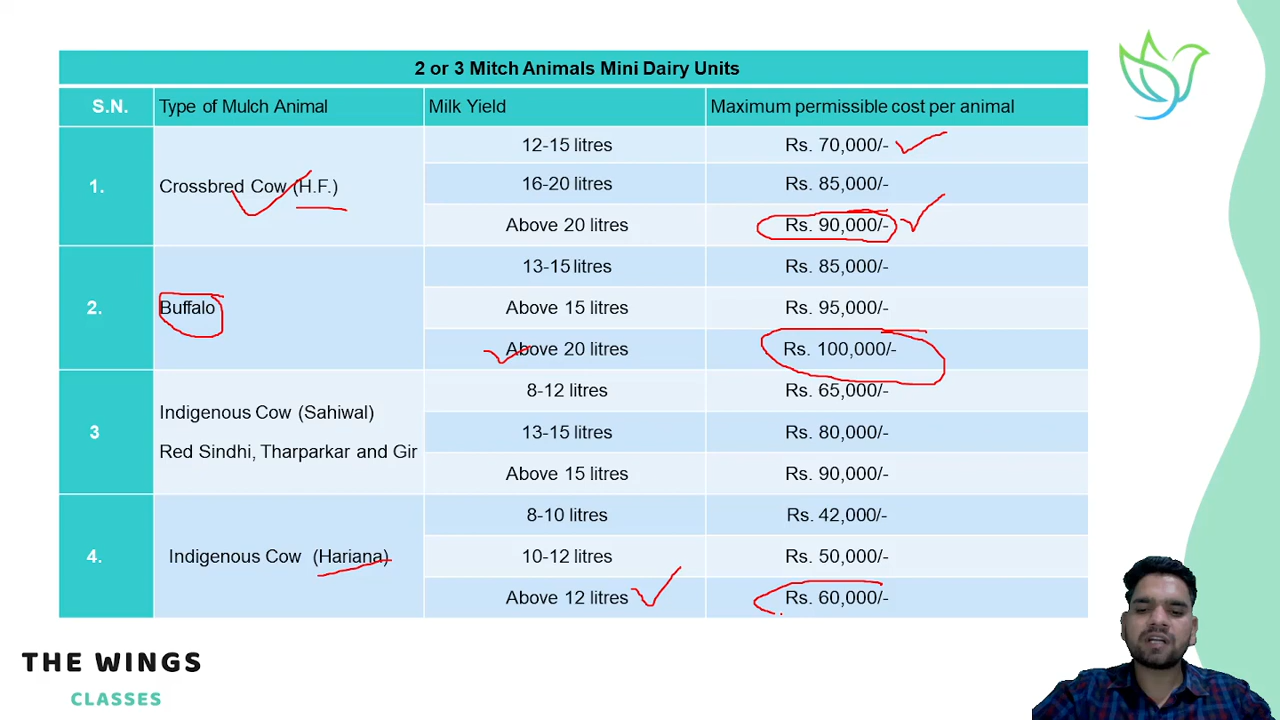 2 or 3 Mitch Animals Mini Dairy Units
S.N. Type of Mulch Animal Milk Yield Maximum permissible cost per animal
1. Crossbred Cow (H.F.) 12-15 litres Rs. 70,000/-
16-20 litres Rs. 85,000/-
Above 20 litres Rs. 90,000/-
2. Buffalo 13-15 litres Rs. 85,000/-
Above 15 litres Rs. 95,000/-
Above 20 litres Rs. 100,000/-
3 Indigenous Cow (Sahiwal) 8-12 litres Rs. 65,000/-
Red Sindhi, Tharparkar and Gir 13-15 litres Rs. 80,000/-
Above 15 litres Rs. 90,000/-
4. Indigenous Cow (Hariana) 8-10 litres Rs. 42,000/-
10-12 litres Rs. 50,000/-
Above 12 litres Rs. 60,000/-
THE WINGS
CLASSES